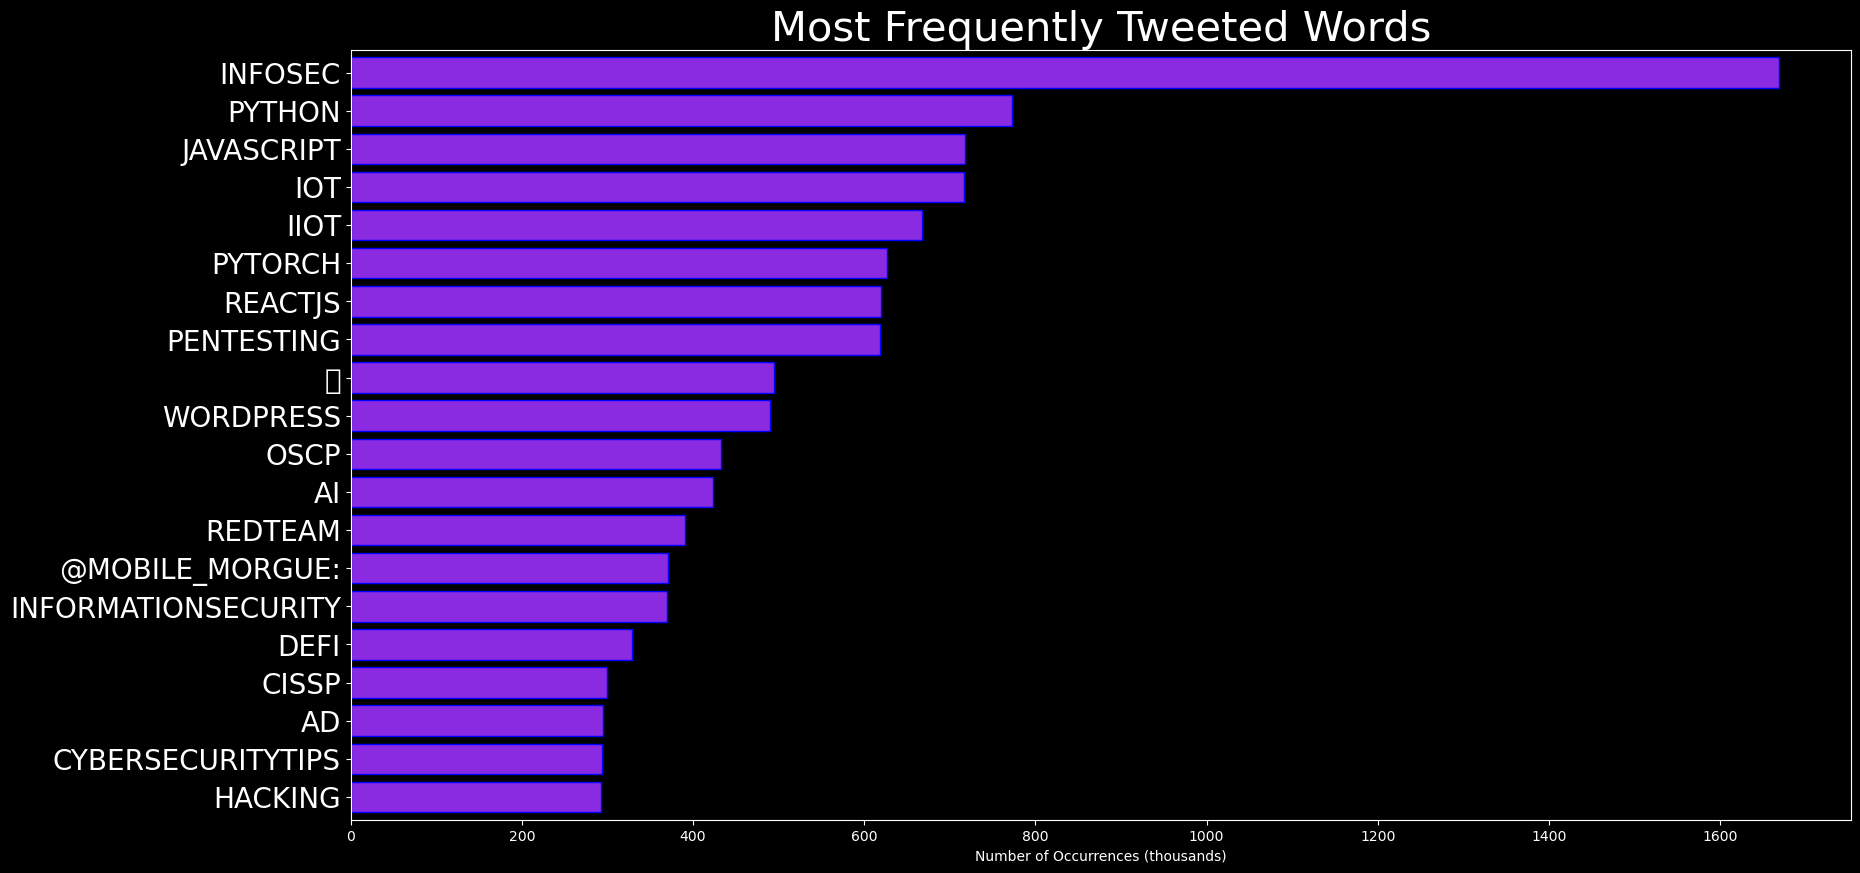 Most Frequently Tweeted Words
INFOSEC
PYTHON
JAVASCRIPT
IOT
IIOT
PYTORCH
REACTJS
PENTESTING
WORDPRESS
OSCP
AI
REDTEAM
@MOBILE_MORGUE:
INFORMATIONSECURITY
DEFI
CISSP
AD
CYBERSECURITYTIPS
HACKING
0 200 400 600 800 1000 1200 1400 1600
Number of Occurrences (thousands)